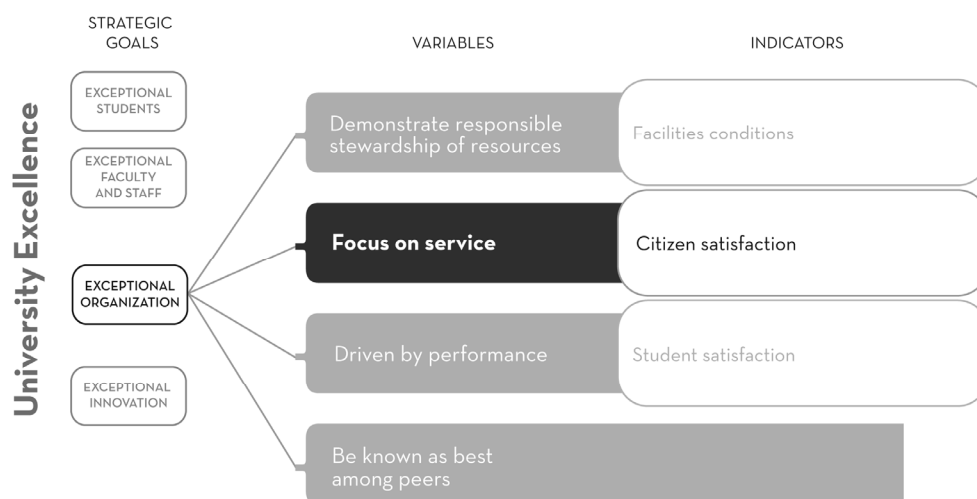 University Excellence
STRATEGIC
GOALS
VARIABLES
INDICATORS
EXCEPTIONAL
STUDENTS
EXCEPTIONAL
FACULTY
AND STAFF
EXCEPTIONAL
ORGANIZATION
EXCEPTIONAL
INNOVATION
Demonstrate responsible
stewardship of resources
Facilities conditions
Focus on service
Citizen satisfaction
Driven by performance
Student satisfaction
Be known as best
among peers